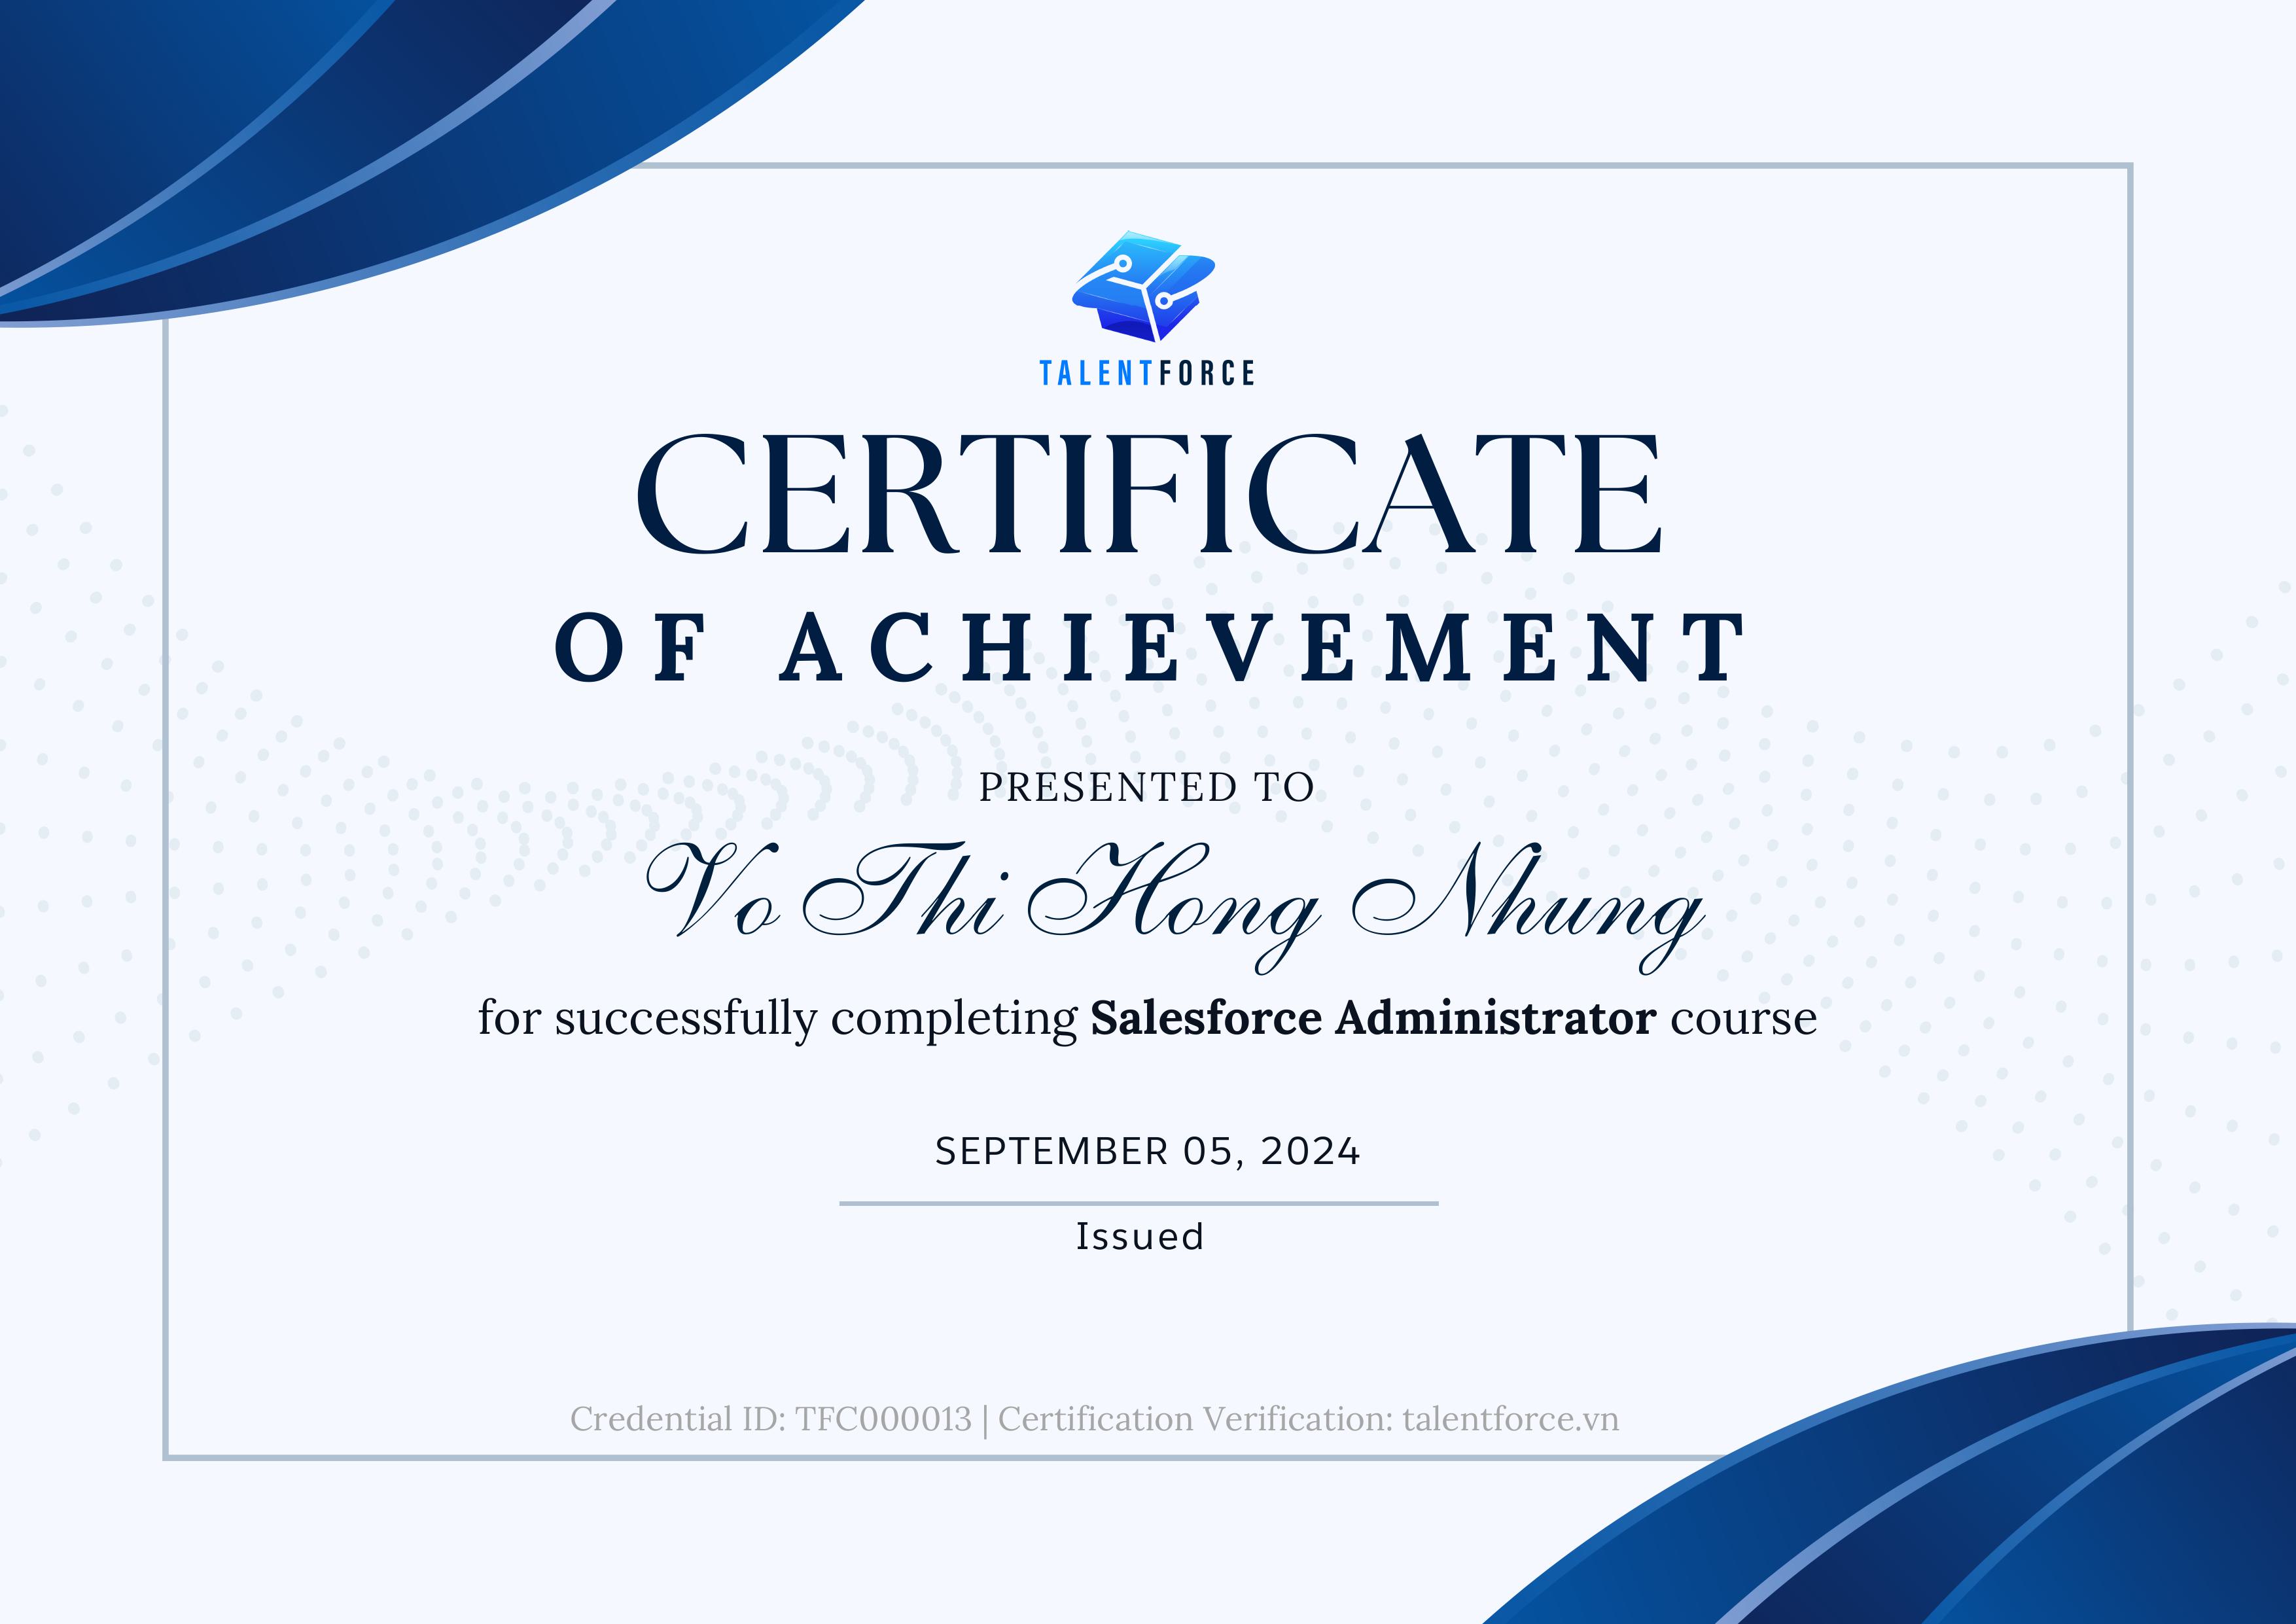 TALENTFORCE
CERTIFICATE
OF ACHIEVEMENT
PRESENTED TO
Vo Thi Hong Nhung
for successfully completing Salesforce Administrator course
SEPTEMBER 05, 2024
Issued
Credential ID: TFC000013 | Certification Verification: talentforce.vn